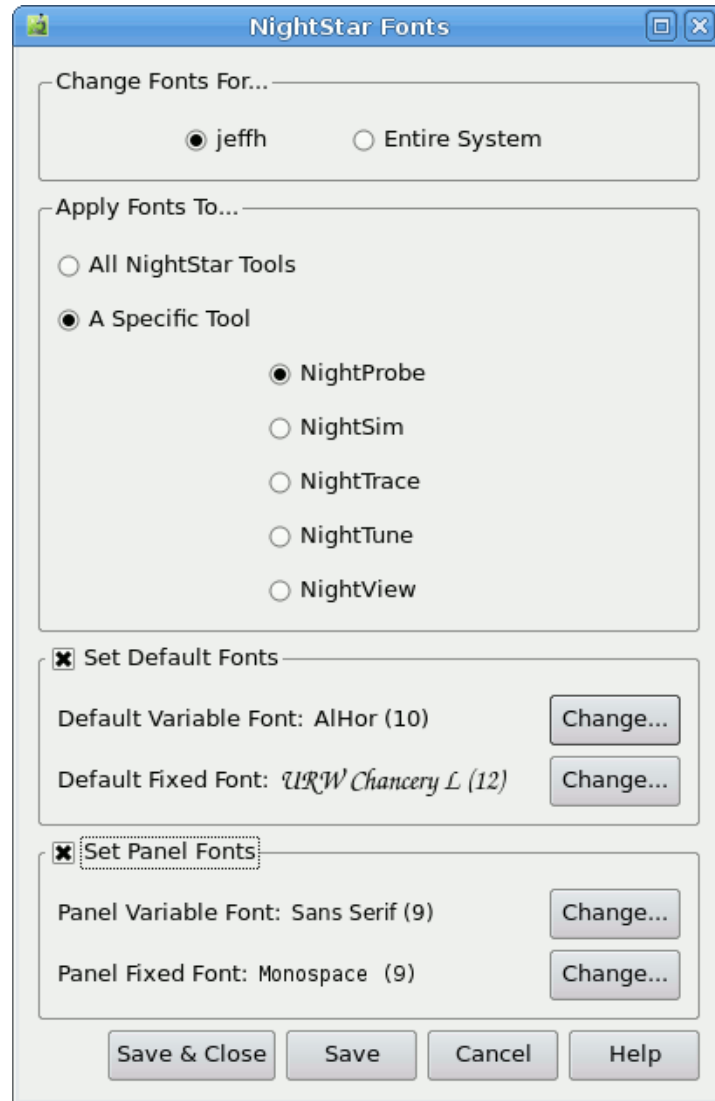 NightStar Fonts
Change Fonts For...
jeffh Entire System
Apply Fonts To...
All NightStar Tools
A Specific Tool
NightProbe
NightSim
NightTrace
NightTune
NightView
Set Default Fonts
Default Variable Font: AlHor (10) Change...
Default Fixed Font: URW Chancery L (12) Change...
Set Panel Fonts
Panel Variable Font: Sans Serif (9) Change...
Panel Fixed Font: Monospace (9) Change...
Save & Close Save Cancel Help